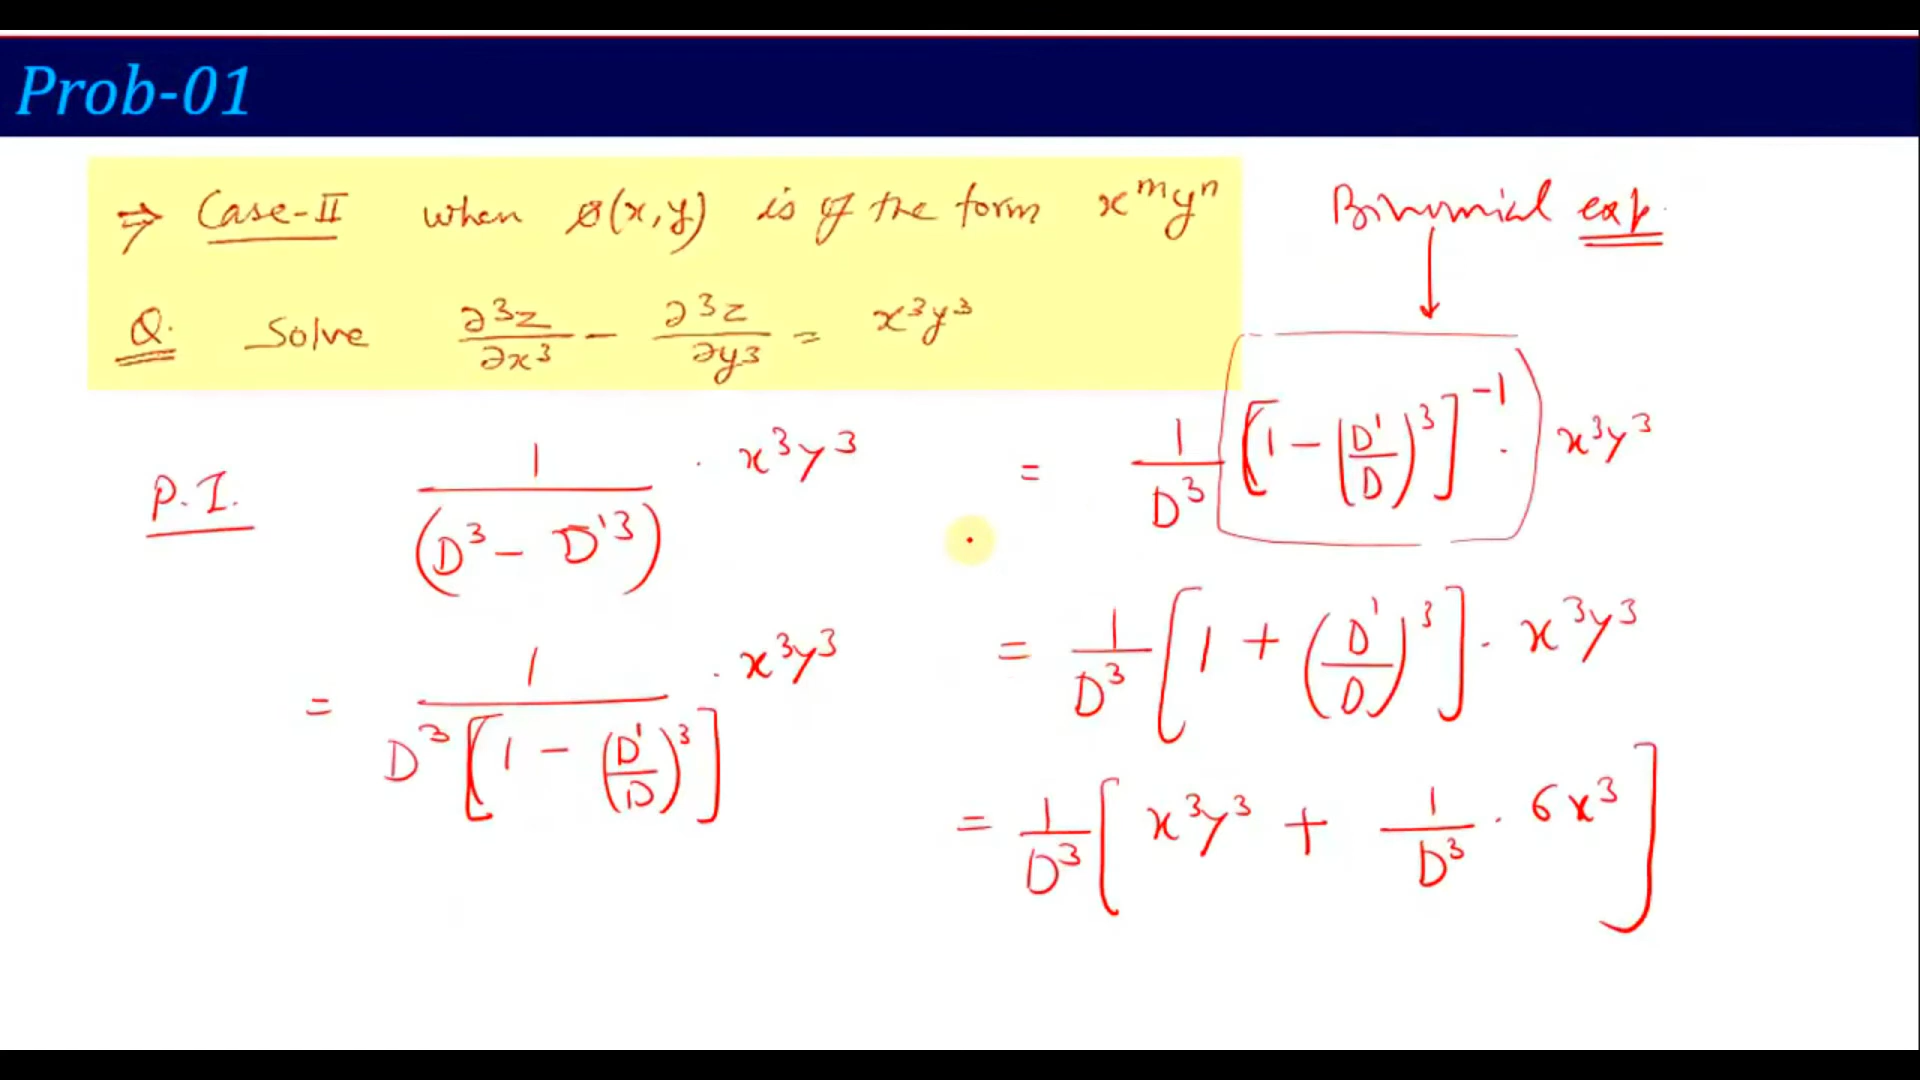 Prob-01
⇒ Case-II when ø(x,y) is of the form x^m y^n
Q. Solve ∂³z/∂x³ − ∂³z/∂y³ = x³y³
Binomial exp.
P.I. 1/(D³ − D'³) · x³y³
= 1/(D³[1 − (D'/D)³]) · x³y³
= 1/D³ [1 − (D'/D)³]⁻¹ · x³y³
= 1/D³ [1 + (D'/D)³] · x³y³
= 1/D³ [x³y³ + 1/D³ · 6x³]